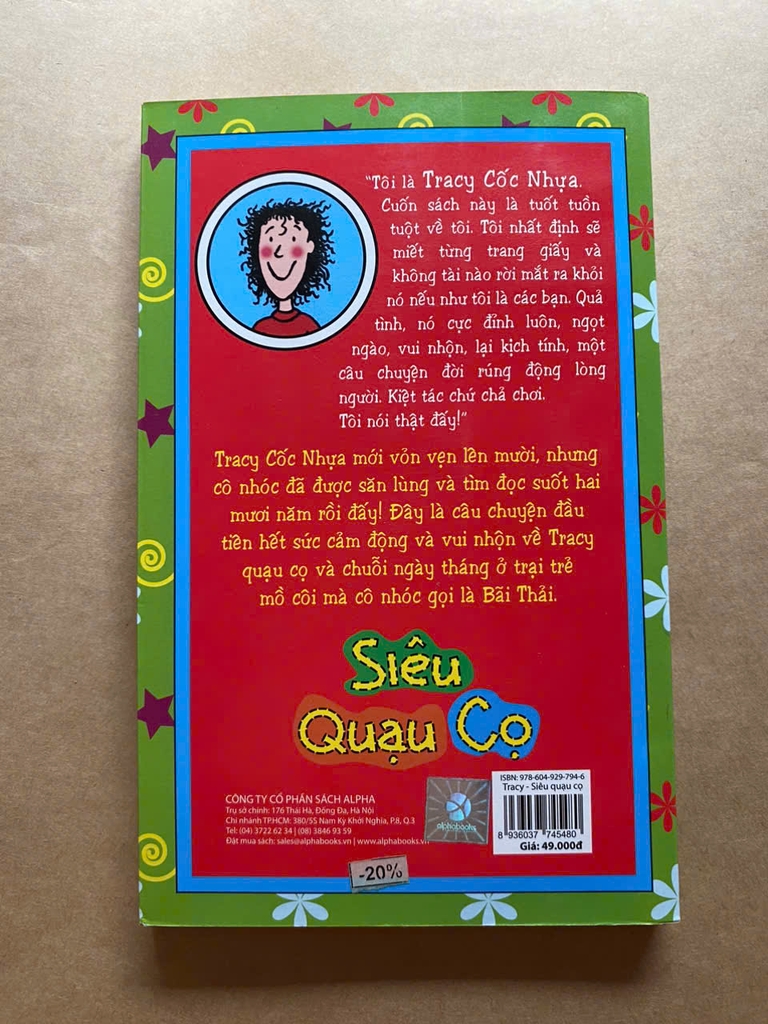 “Tôi là Tracy Cốc Nhựa.
Cuốn sách này là tuốt tuồn
tuột về tôi. Tôi nhất định sẽ
miết từng trang giấy và
không tài nào rời mắt ra khỏi
nó nếu như tôi là các bạn. Quả
tình, nó cực đỉnh luôn, ngọt
ngào, vui nhộn, lại kịch tính, một
câu chuyện đời rúng động lòng
người. Kiệt tác chứ chả chơi.
Tôi nói thật đấy!”
Tracy Cốc Nhựa mới vỏn vẹn lên mười, nhưng
cô nhóc đã được săn lùng và tìm đọc suốt hai
mươi năm rồi đấy! Đây là câu chuyện đầu
tiên hết sức cảm động và vui nhộn về Tracy
quạu cọ và chuỗi ngày tháng ở trại trẻ
mồ côi mà cô nhóc gọi là Bãi Thải.
Siêu
Quạu Cọ
CÔNG TY CỔ PHẦN SÁCH ALPHA
Trụ sở chính: 176 Thái Hà, Đống Đa, Hà Nội
Chi nhánh TP.HCM: 380/5S Nam Kỳ Khởi Nghĩa, P.8, Q.3
Tel: (04) 3722 62 34 | (08) 3846 93 59
Đặt mua sách: sales@alphabooks.vn | www.alphabooks.vn
alphabooks
ISBN: 978-604-929-794-6
Tracy - Siêu quạu cọ
8 936037 745480
Giá: 49.000đ
-20%